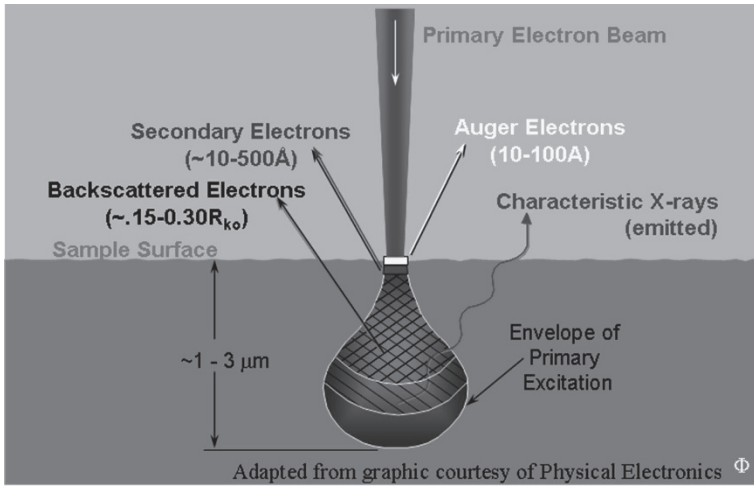 Primary Electron Beam
Secondary Electrons
(~10-500Å)
Auger Electrons
(10-100A)
Backscattered Electrons
(~.15-0.30Rko)
Characteristic X-rays
(emitted)
Sample Surface
~1 - 3 µm
Envelope of
Primary
Excitation
Adapted from graphic courtesy of Physical Electronics Φ